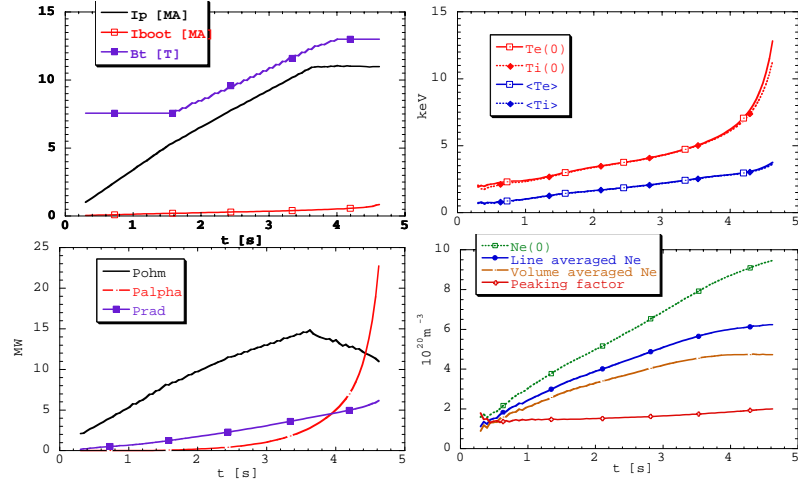 Ip [MA]
Iboot [MA]
Bt [T]
15
10
5
0
0 1 2 3 4 5
t [s]
Te(0)
Ti(0)
<Te>
<Ti>
keV
15
10
5
0
0 1 2 3 4 5
Pohm
Palpha
Prad
MW
25
20
15
10
5
0
0 1 2 3 4 5
t [s]
Ne(0)
Line averaged Ne
Volume averaged Ne
Peaking factor
10^20 m^-3
10
8
6
4
2
0
0 1 2 3 4 5
t [s]